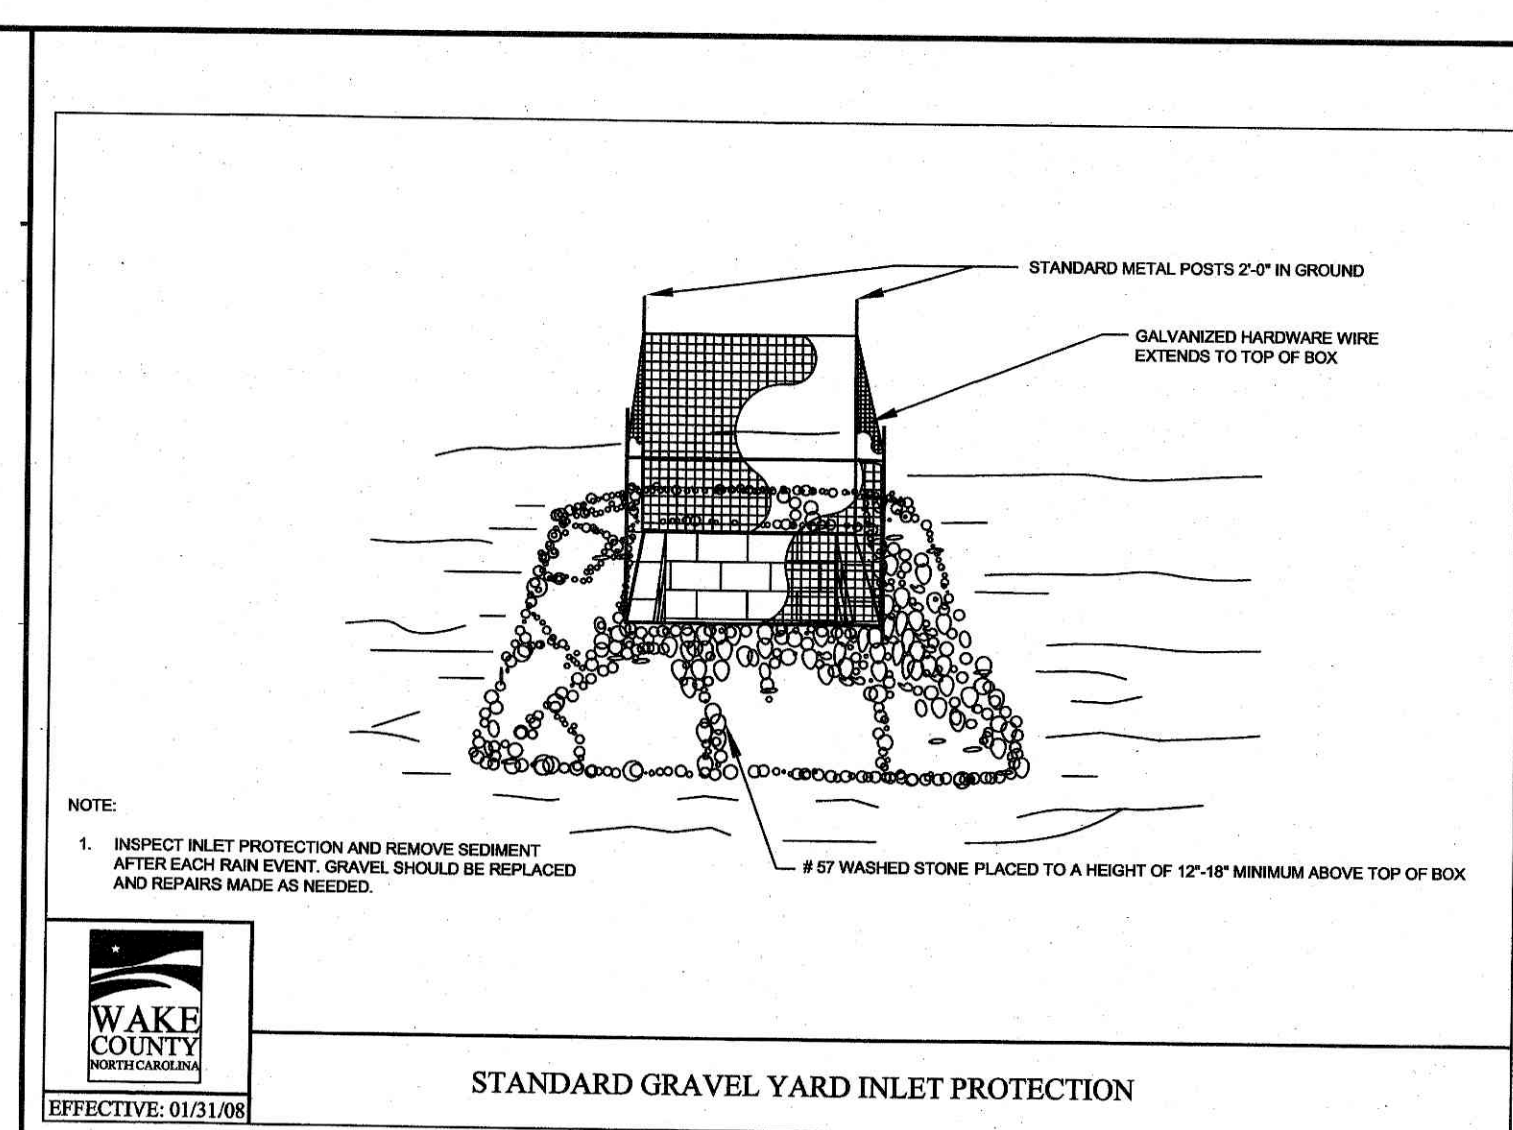 STANDARD METAL POSTS 2'-0" IN GROUND
GALVANIZED HARDWARE WIRE
EXTENDS TO TOP OF BOX
NOTE:
1. INSPECT INLET PROTECTION AND REMOVE SEDIMENT
AFTER EACH RAIN EVENT. GRAVEL SHOULD BE REPLACED
AND REPAIRS MADE AS NEEDED.
# 57 WASHED STONE PLACED TO A HEIGHT OF 12"-18" MINIMUM ABOVE TOP OF BOX
WAKE
COUNTY
NORTH CAROLINA
EFFECTIVE: 01/31/08
STANDARD GRAVEL YARD INLET PROTECTION